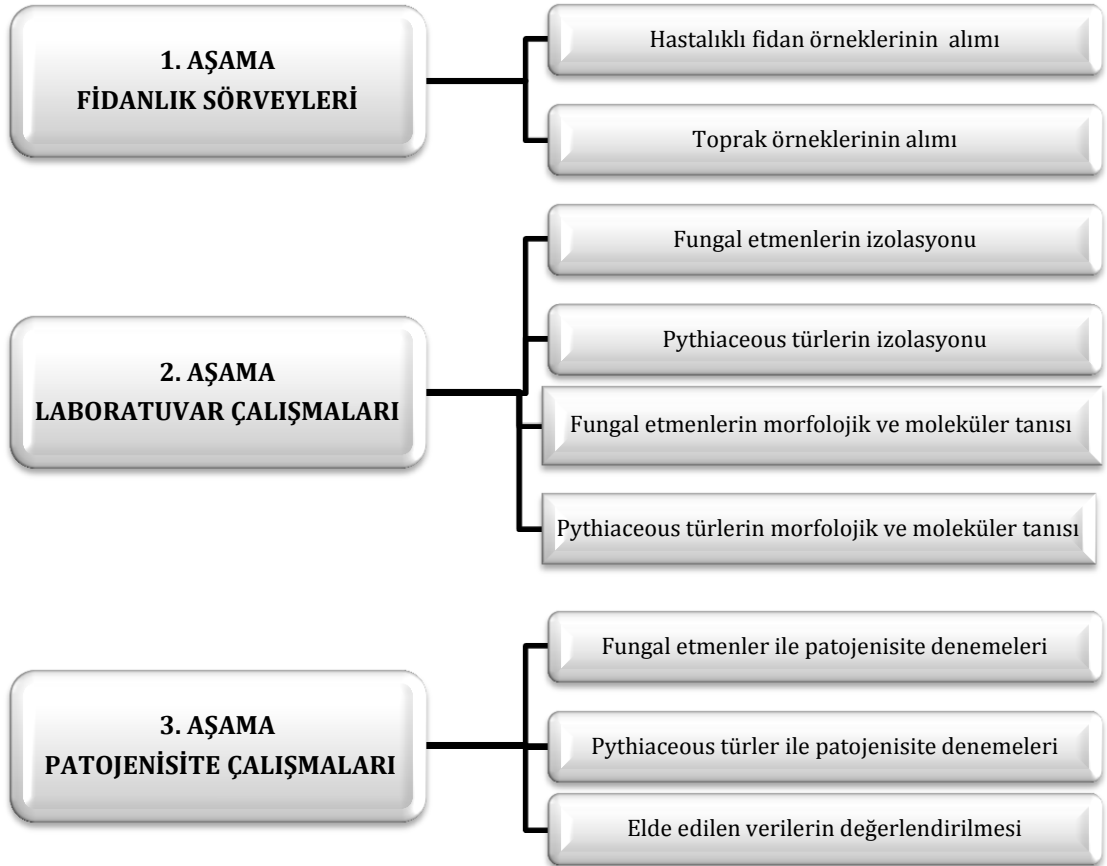 1. AŞAMA
FİDANLIK SÖRVEYLERİ
Hastalıklı fidan örneklerinin alımı
Toprak örneklerinin alımı
2. AŞAMA
LABORATUVAR ÇALIŞMALARI
Fungal etmenlerin izolasyonu
Pythiaceous türlerin izolasyonu
Fungal etmenlerin morfolojik ve moleküler tanısı
Pythiaceous türlerin morfolojik ve moleküler tanısı
3. AŞAMA
PATOJENİSİTE ÇALIŞMALARI
Fungal etmenler ile patojenisite denemeleri
Pythiaceous türler ile patojenisite denemeleri
Elde edilen verilerin değerlendirilmesi